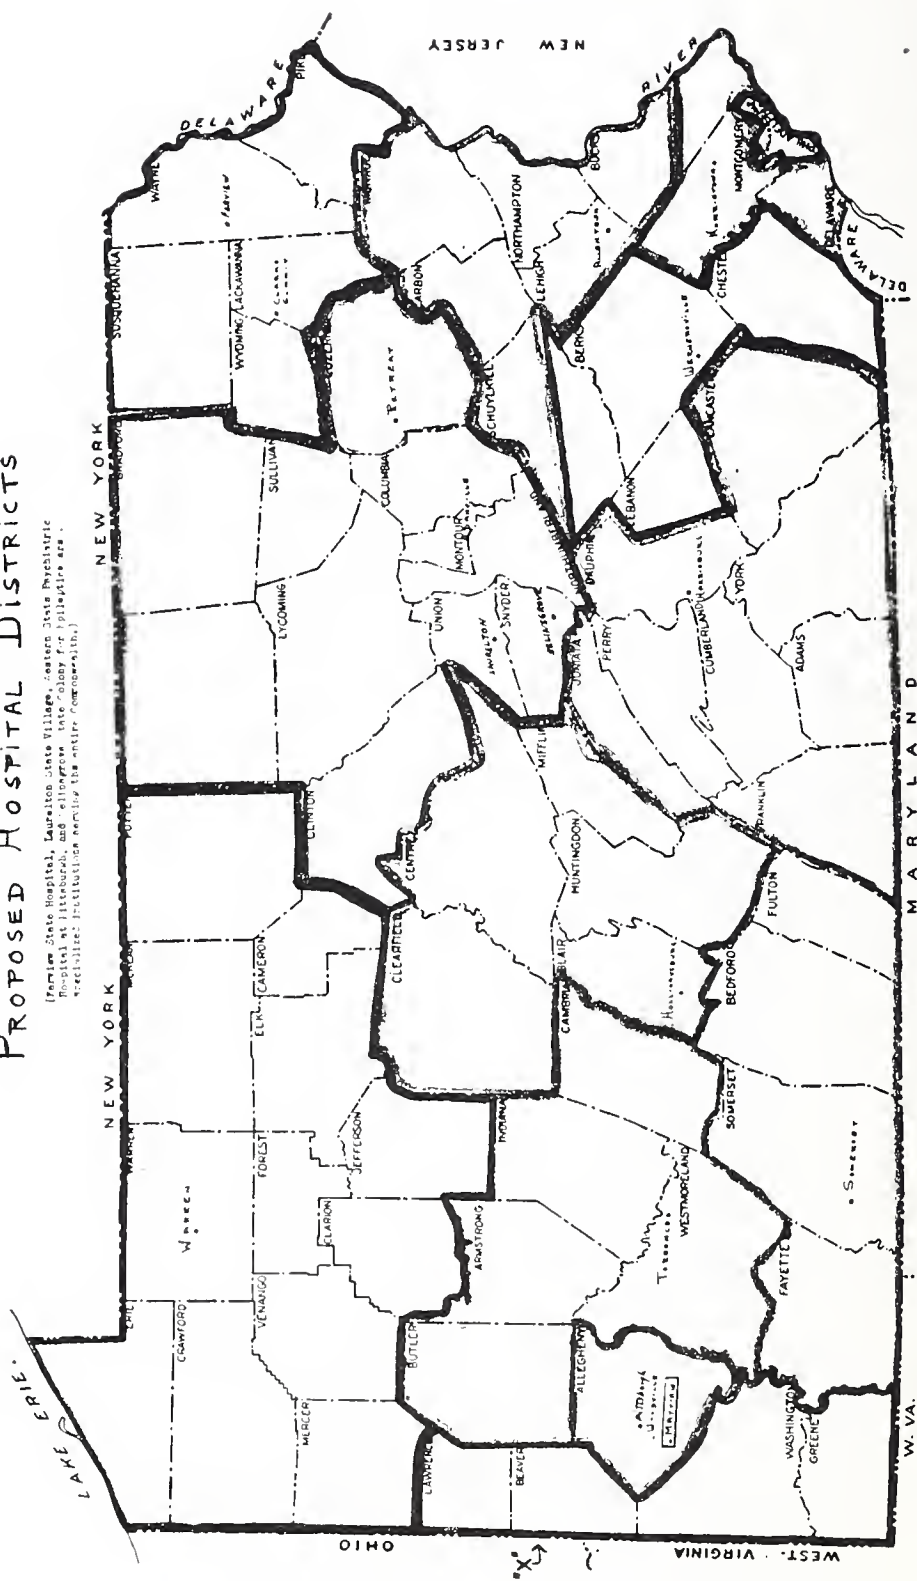 PROPOSED HOSPITAL DISTRICTS
(Farview State Hospital, Laurelton State Village, Western State Psychiatric
Hospital at Pittsburgh, and Selinsgrove State Colony for Epileptics are
specialized institutions serving the entire Commonwealth.)
NEW YORK
NEW YORK
LAKE ERIE
DELAWARE
RIVER
NEW JERSEY
OHIO
WEST VIRGINIA
W. VA.
MARYLAND
DELAWARE
"X"
ERIE
CRAWFORD
WARREN
WARREN
FOREST
ELK
CAMERON
POTTER
BRADFORD
SUSQUEHANNA
WAYNE
PIKE
FARVIEW
WYOMING
LACKAWANNA
CLARKS
SUMMIT
SULLIVAN
LYCOMING
CLINTON
VENANGO
MERCER
CLARION
JEFFERSON
CLEARFIELD
CENTRE
UNION
COLUMBIA
MONTOUR
LUZERNE
RETREAT
MONROE
CARBON
LAWRENCE
BUTLER
ARMSTRONG
INDIANA
LAURELTON
SNYDER
SELINSGROVE
MIFFLIN
JUNIATA
SCHUYLKILL
NORTHAMPTON
LEHIGH
BUCKS
BEAVER
ALLEGHENY
CAMBRIA
BLAIR
HUNTINGDON
PERRY
DAUPHIN
LEBANON
BERKS
ALLENTOWN
WERNERSVILLE
MONTGOMERY
NORRISTOWN
PITTSBURGH
WOODVILLE
MAYVIEW
TORRANCE
WESTMORELAND
HOLLIDAYSBURG
CUMBERLAND
HARRISBURG
LANCASTER
CHESTER
DELAWARE
WASHINGTON
GREENE
FAYETTE
SOMERSET
SOMERSET
BEDFORD
FULTON
FRANKLIN
ADAMS
YORK